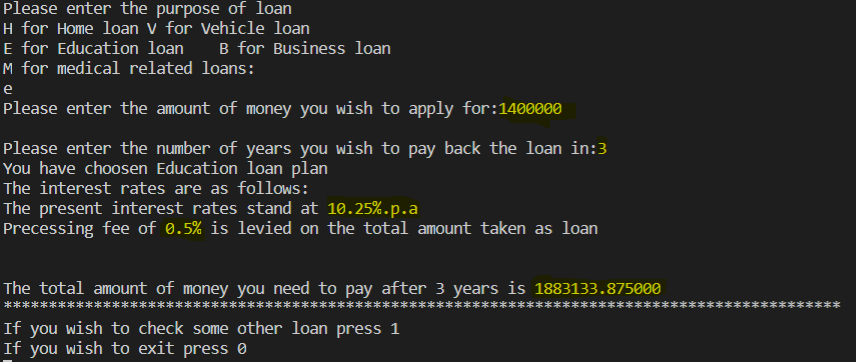 Please enter the purpose of loan
H for Home loan V for Vehicle loan
E for Education loan    B for Business loan
M for medical related loans:
e
Please enter the amount of money you wish to apply for:1400000
Please enter the number of years you wish to pay back the loan in:3
You have choosen Education loan plan
The interest rates are as follows:
The present interest rates stand at 10.25%.p.a
Precessing fee of 0.5% is levied on the total amount taken as loan
The total amount of money you need to pay after 3 years is 1883133.875000
*********************************************************************************************
If you wish to check some other loan press 1
If you wish to exit press 0